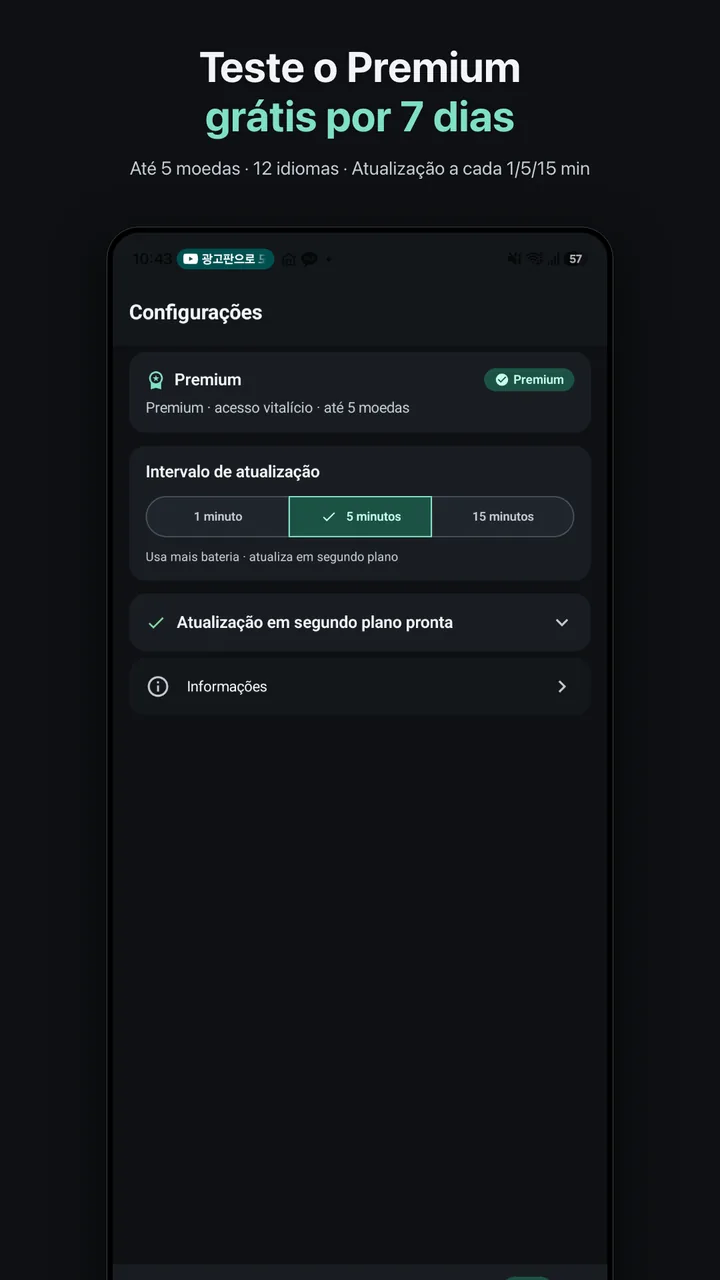 Teste o Premium
grátis por 7 dias
Até 5 moedas · 12 idiomas · Atualização a cada 1/5/15 min
10:43 광고판으로 57
Configurações
Premium Premium
Premium · acesso vitalício · até 5 moedas
Intervalo de atualização
1 minuto 5 minutos 15 minutos
Usa mais bateria · atualiza em segundo plano
Atualização em segundo plano pronta
Informações